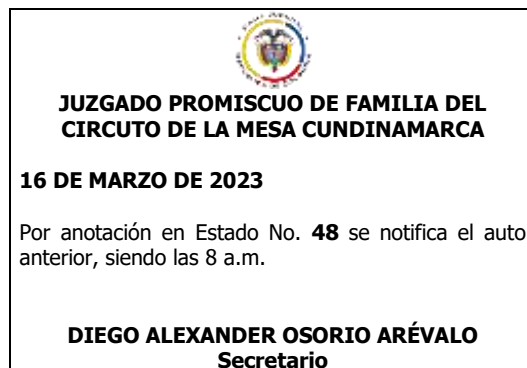 JUZGADO PROMISCUO DE FAMILIA DEL
CIRCUTO DE LA MESA CUNDINAMARCA
16 DE MARZO DE 2023
Por anotación en Estado No. 48 se notifica el auto
anterior, siendo las 8 a.m.
DIEGO ALEXANDER OSORIO ARÉVALO
Secretario